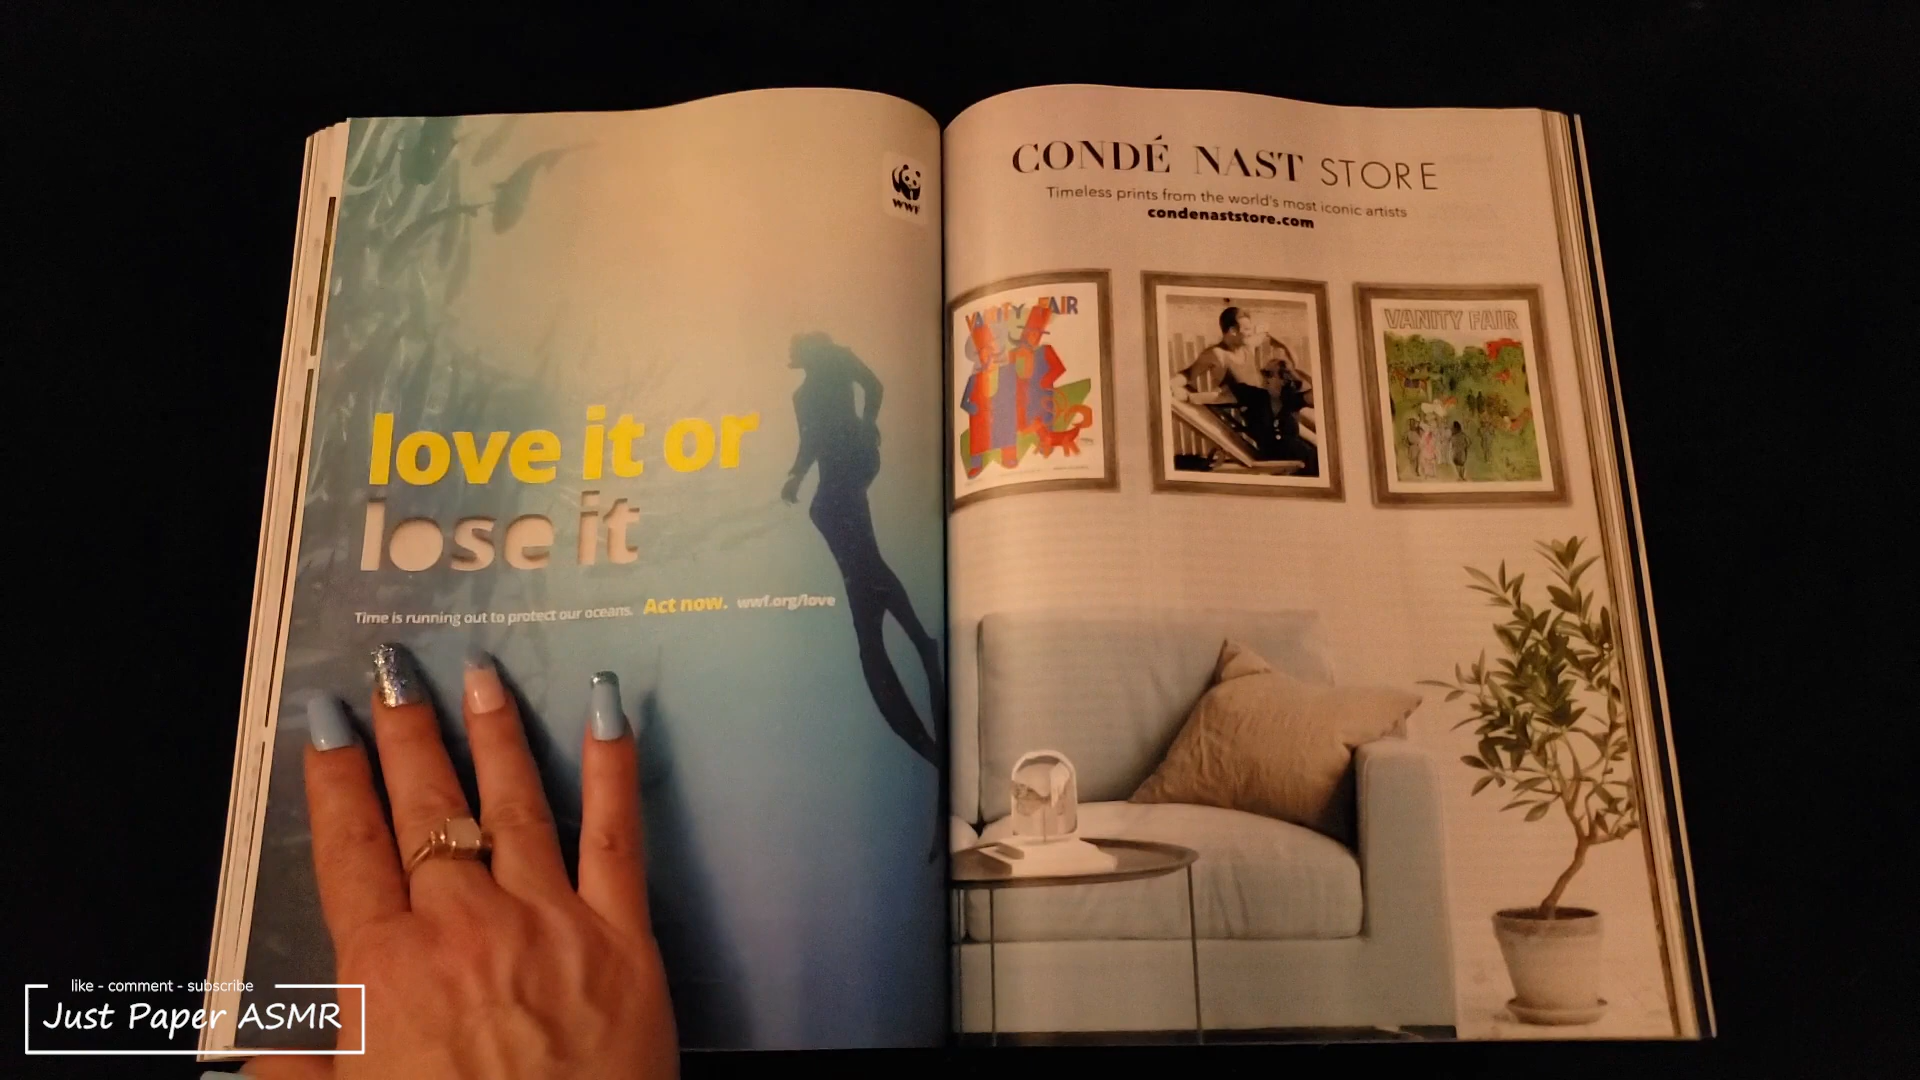 WWF
love it or
lose it
Time is running out to protect our oceans. Act now. wwf.org/love
CONDÉ NAST STORE
Timeless prints from the world's most iconic artists
condenaststore.com
VANITY FAIR
VANITY FAIR
like - comment - subscribe
Just Paper ASMR